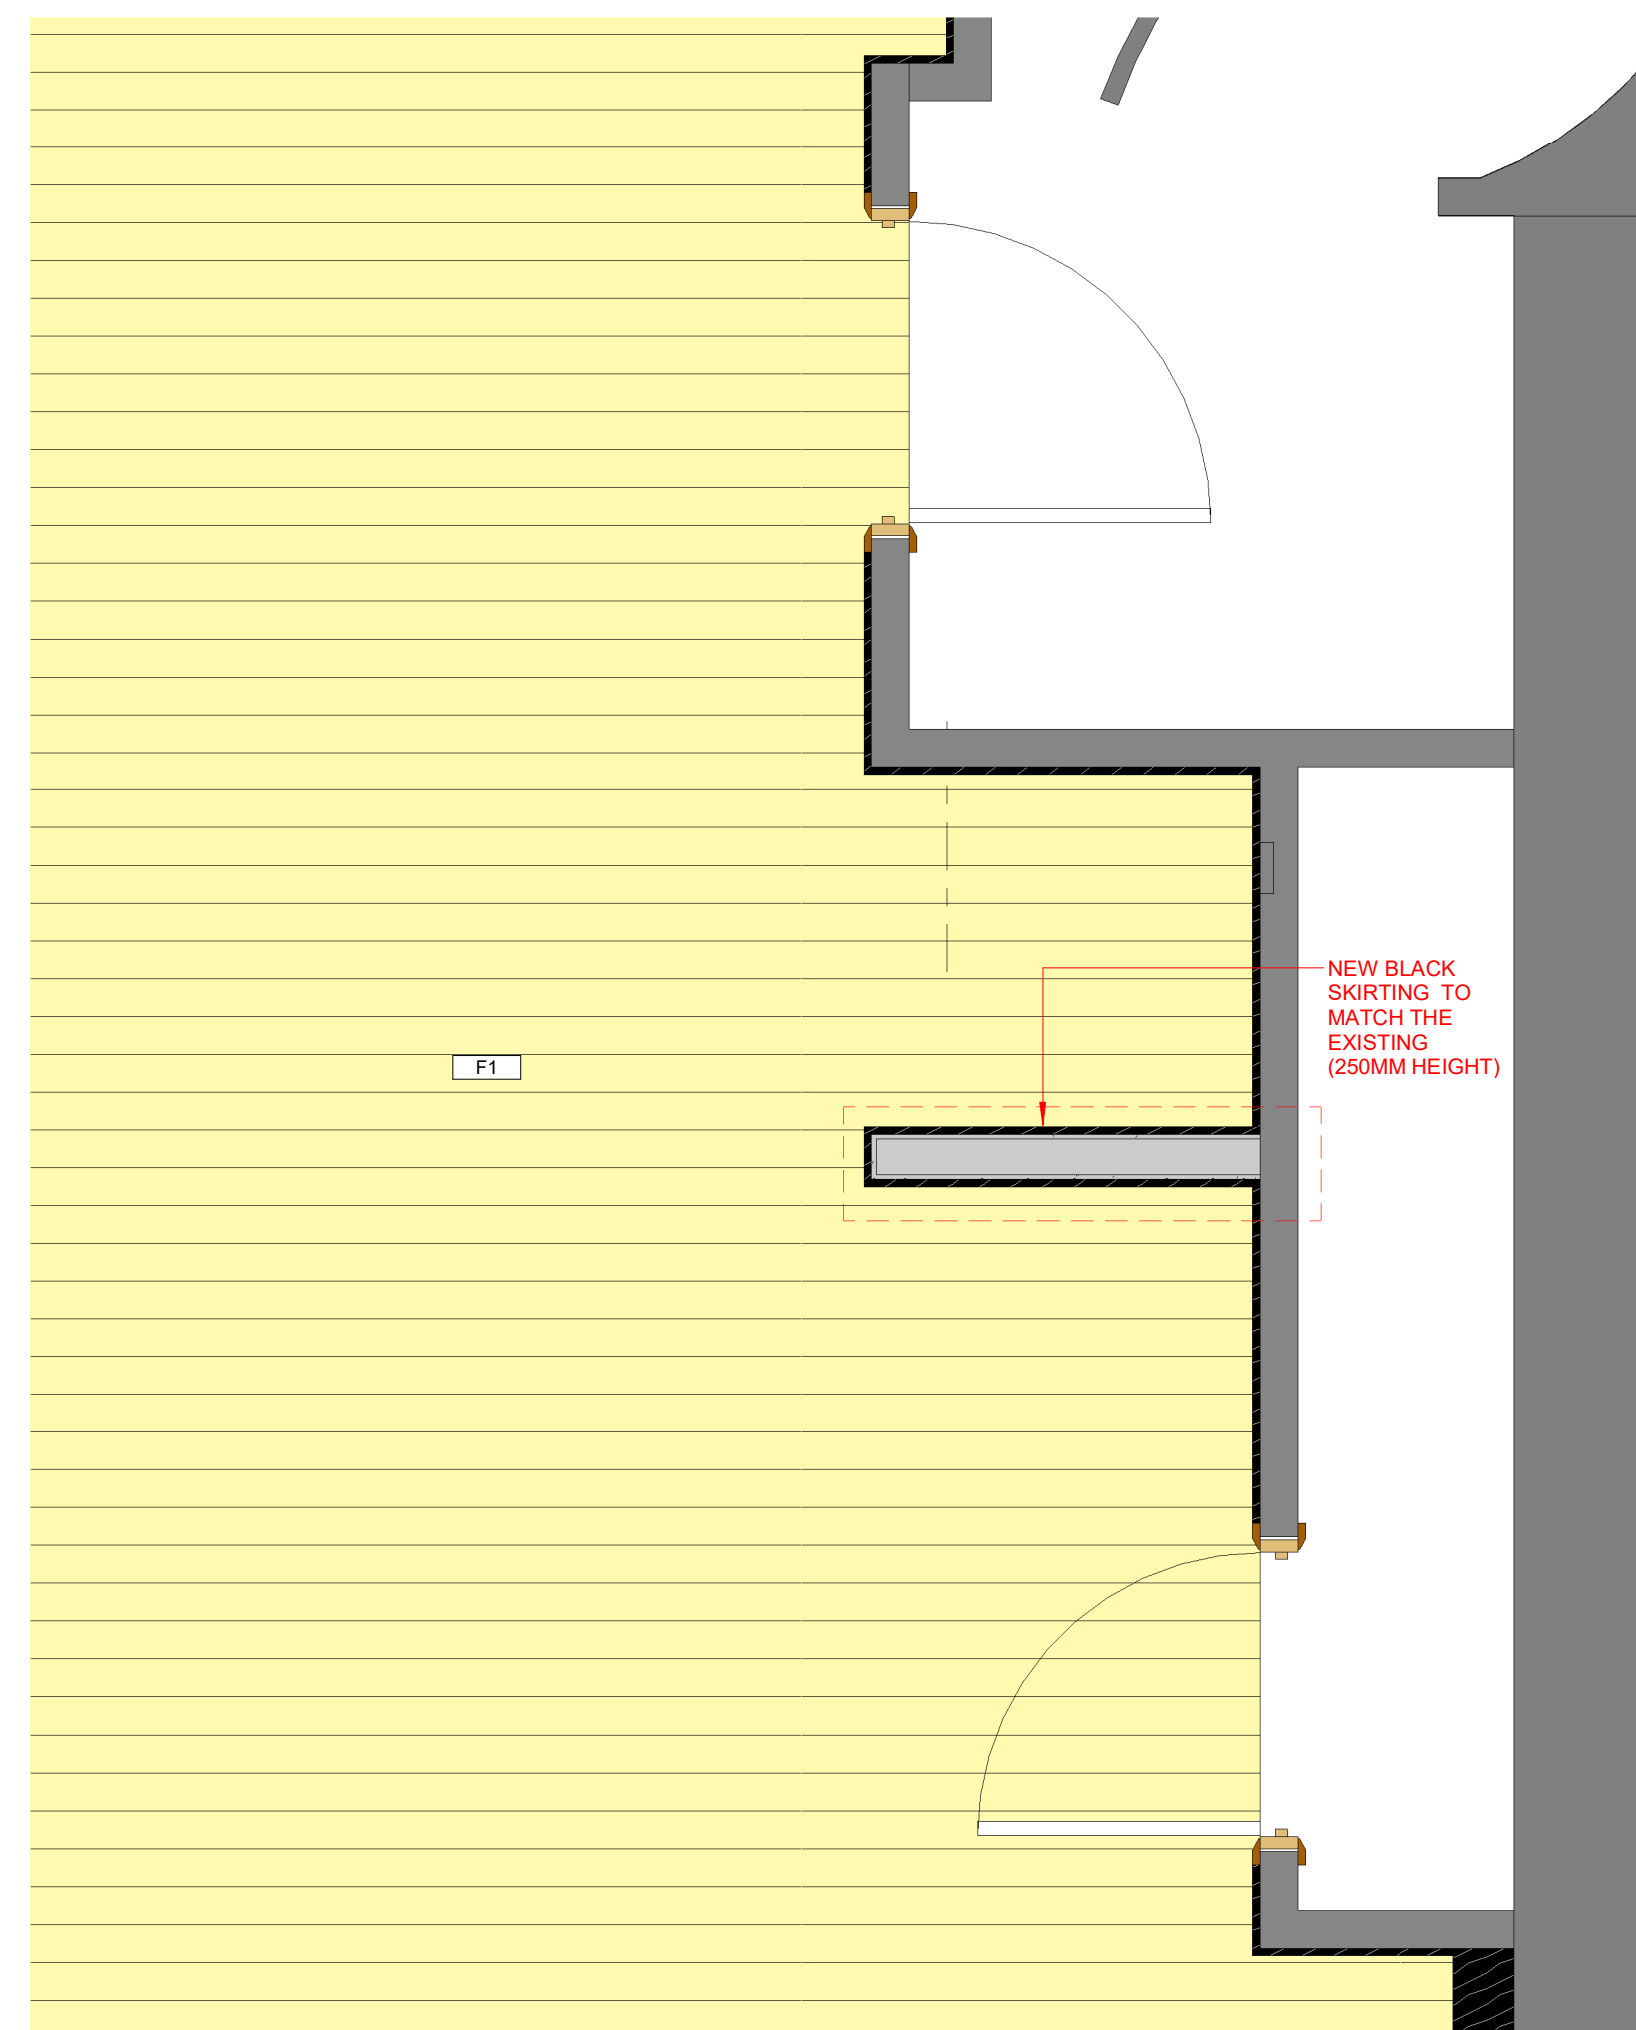 NEW BLACK
SKIRTING TO
MATCH THE
EXISTING
(250MM HEIGHT)
F1